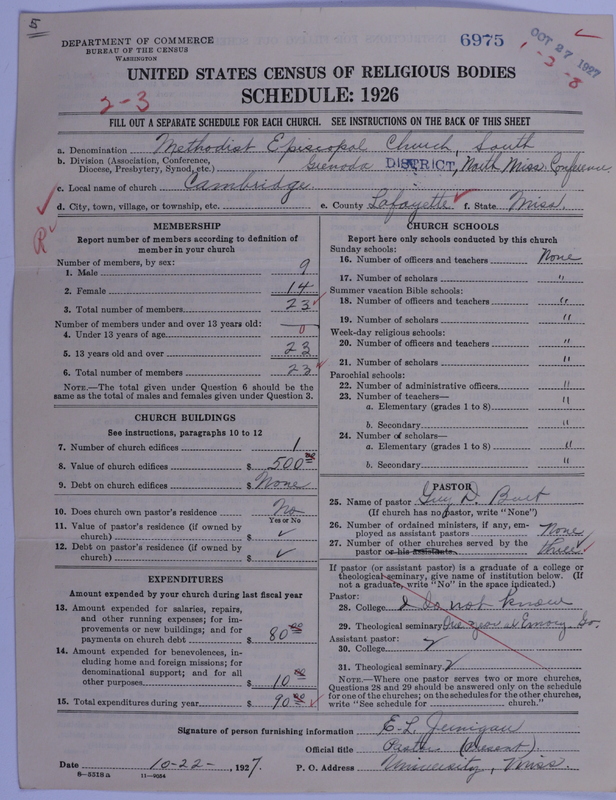 5
DEPARTMENT OF COMMERCE
BUREAU OF THE CENSUS
WASHINGTON
6975
OCT 27 1927
1-2-8
UNITED STATES CENSUS OF RELIGIOUS BODIES
2-3
SCHEDULE: 1926
FILL OUT A SEPARATE SCHEDULE FOR EACH CHURCH. SEE INSTRUCTIONS ON THE BACK OF THIS SHEET
a. Denomination Methodist Episcopal Church, South
b. Division (Association, Conference, Diocese, Presbytery, Synod, etc.) Grenada DISTRICT, North Miss. Conference
c. Local name of church Cambridge
d. City, town, village, or township, etc. e. County Lafayette f. State Miss.
R
MEMBERSHIP
Report number of members according to definition of member in your church
Number of members, by sex:
1. Male 9
2. Female 14
3. Total number of members 23
Number of members under and over 13 years old:
4. Under 13 years of age 0
5. 13 years old and over 23
6. Total number of members 23
NOTE.—The total given under Question 6 should be the same as the total of males and females given under Question 3.
CHURCH BUILDINGS
See instructions, paragraphs 10 to 12
7. Number of church edifices 1
8. Value of church edifices $ 500 00
9. Debt on church edifices $ None
10. Does church own pastor's residence? No
Yes or No
11. Value of pastor's residence (if owned by church) $ ✓
12. Debt on pastor's residence (if owned by church) $ ✓
EXPENDITURES
Amount expended by your church during last fiscal year
13. Amount expended for salaries, repairs, and other running expenses; for improvements or new buildings; and for payments on church debt $ 80 00
14. Amount expended for benevolences, including home and foreign missions; for denominational support; and for all other purposes $ 10 00
15. Total expenditures during year $ 90 00
CHURCH SCHOOLS
Report here only schools conducted by this church
Sunday schools:
16. Number of officers and teachers None
17. Number of scholars "
Summer vacation Bible schools:
18. Number of officers and teachers "
19. Number of scholars "
Week-day religious schools:
20. Number of officers and teachers "
21. Number of scholars "
Parochial schools:
22. Number of administrative officers "
23. Number of teachers—
a. Elementary (grades 1 to 8) "
b. Secondary "
24. Number of scholars—
a. Elementary (grades 1 to 8) "
b. Secondary "
PASTOR
25. Name of pastor Guy D.
(If church has no pastor, write "None")
26. Number of ordained ministers, if any, employed as assistant pastors None
27. Number of other churches served by the pastor or his assistants three
If pastor (or assistant pastor) is a graduate of a college or theological seminary, give name of institution below. (If not a graduate, write "No" in the space indicated.)
Pastor:
28. College I do not know
29. Theological seminary One year at Emory, Ga.
Assistant pastor:
30. College ✓
31. Theological seminary ✓
NOTE.—Where one pastor serves two or more churches, Questions 28 and 29 should be answered only on the schedule for one of the churches; on the schedules for the other churches, write "See schedule for church."
Signature of person furnishing information E. L. Jernigan
Official title Pastor (present).
Date 10-22-, 1927. P. O. Address University, Miss.
8—5518 a 11—9054